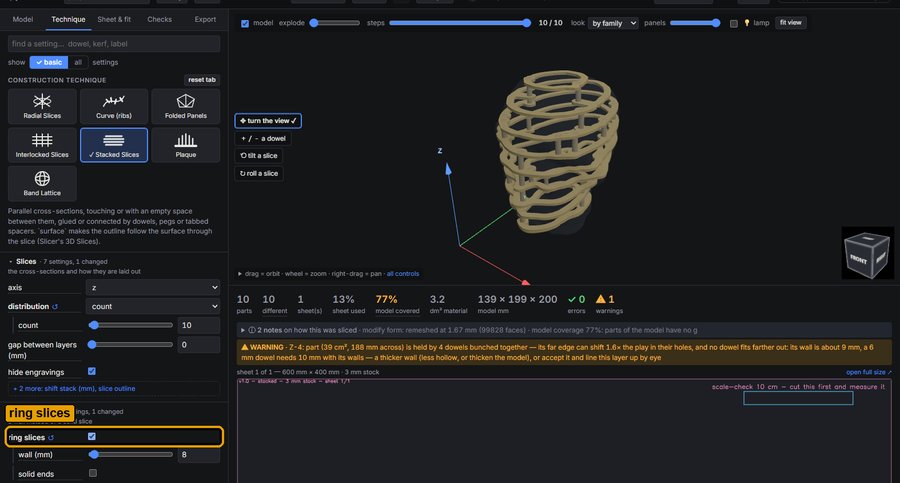 Model
Technique
Sheet & fit
Checks
Export
find a setting... dowel, kerf, label
show ✓ basic all settings
CONSTRUCTION TECHNIQUE
reset tab
Radial Slices
Curve (ribs)
Folded Panels
Interlocked Slices
✓ Stacked Slices
Plaque
Band Lattice
Parallel cross-sections, touching or with an empty space
between them, glued or connected by dowels, pegs or tabbed
spacers. `surface` makes the outline follow the surface through
the slice (Slicer's 3D Slices).
Slices · 7 settings, 1 changed
the cross-sections and how they are laid out
axis z
distribution count
count 10
gap between layers (mm) 0
hide engravings
+ 2 more: shift stack (mm), slice outline
ring slices
ings, 1 changed
ring slices
wall (mm) 8
solid ends
model explode steps 10 / 10 look by family panels lamp fit view
✥ turn the view ✓
+ / - a dowel
tilt a slice
↻ roll a slice
Z
FRONT
RIGHT
▸ drag = orbit · wheel = zoom · right-drag = pan · all controls
10 parts
10 different
1 sheet(s)
13% sheet used
77% model covered
3.2 dm² material
139 × 199 × 200 model mm
✓ 0 errors
▲ 1 warnings
▸ ⓘ 2 notes on how this was sliced · modify form: remeshed at 1.67 mm (99828 faces) · model coverage 77%: parts of the model have no g
WARNING · Z-4: part (39 cm², 188 mm across) is held by 4 dowels bunched together — its far edge can shift 1.6× the play in their holes, and no dowel fits farther out: its wall is about 9 mm, a 6
mm dowel needs 10 mm with its walls — a thicker wall (less hollow, or thicken the model), or accept it and line this layer up by eye
sheet 1 of 1 — 600 mm × 400 mm · 3 mm stock
open full size
v1.0 — stacked — 3 mm stock — sheet 1/1
scale-check 10 cm — cut this first and measure it